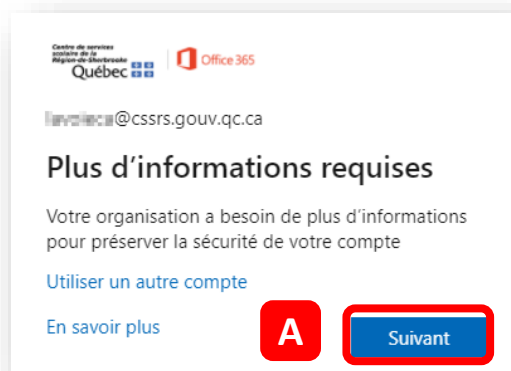 Centre de services
scolaire de la
Région-de-Sherbrooke
Québec
Office 365
@cssrs.gouv.qc.ca
Plus d’informations requises
Votre organisation a besoin de plus d’informations
pour préserver la sécurité de votre compte
Utiliser un autre compte
En savoir plus
A
Suivant